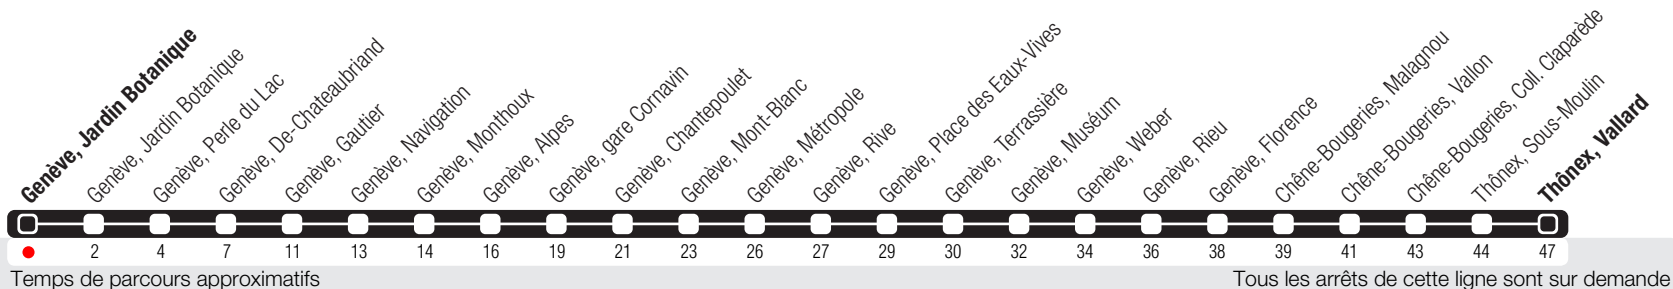 Genève, Jardin Botanique
Genève, Jardin Botanique
Genève, Perle du Lac
Genève, De-Chateaubriand
Genève, Gautier
Genève, Navigation
Genève, Monthoux
Genève, Alpes
Genève, gare Cornavin
Genève, Chantepoulet
Genève, Mont-Blanc
Genève, Métropole
Genève, Rive
Genève, Place des Eaux-Vives
Genève, Terrassière
Genève, Muséum
Genève, Weber
Genève, Rieu
Genève, Florence
Chêne-Bougeries, Malagnou
Chêne-Bougeries, Vallon
Chêne-Bougeries, Coll. Claparède
Thônex, Sous-Moulin
Thônex, Vallard
2 4 7 11 13 14 16 19 21 23 26 27 29 30 32 34 36 38 39 41 43 44 47
Temps de parcours approximatifs
Tous les arrêts de cette ligne sont sur demande